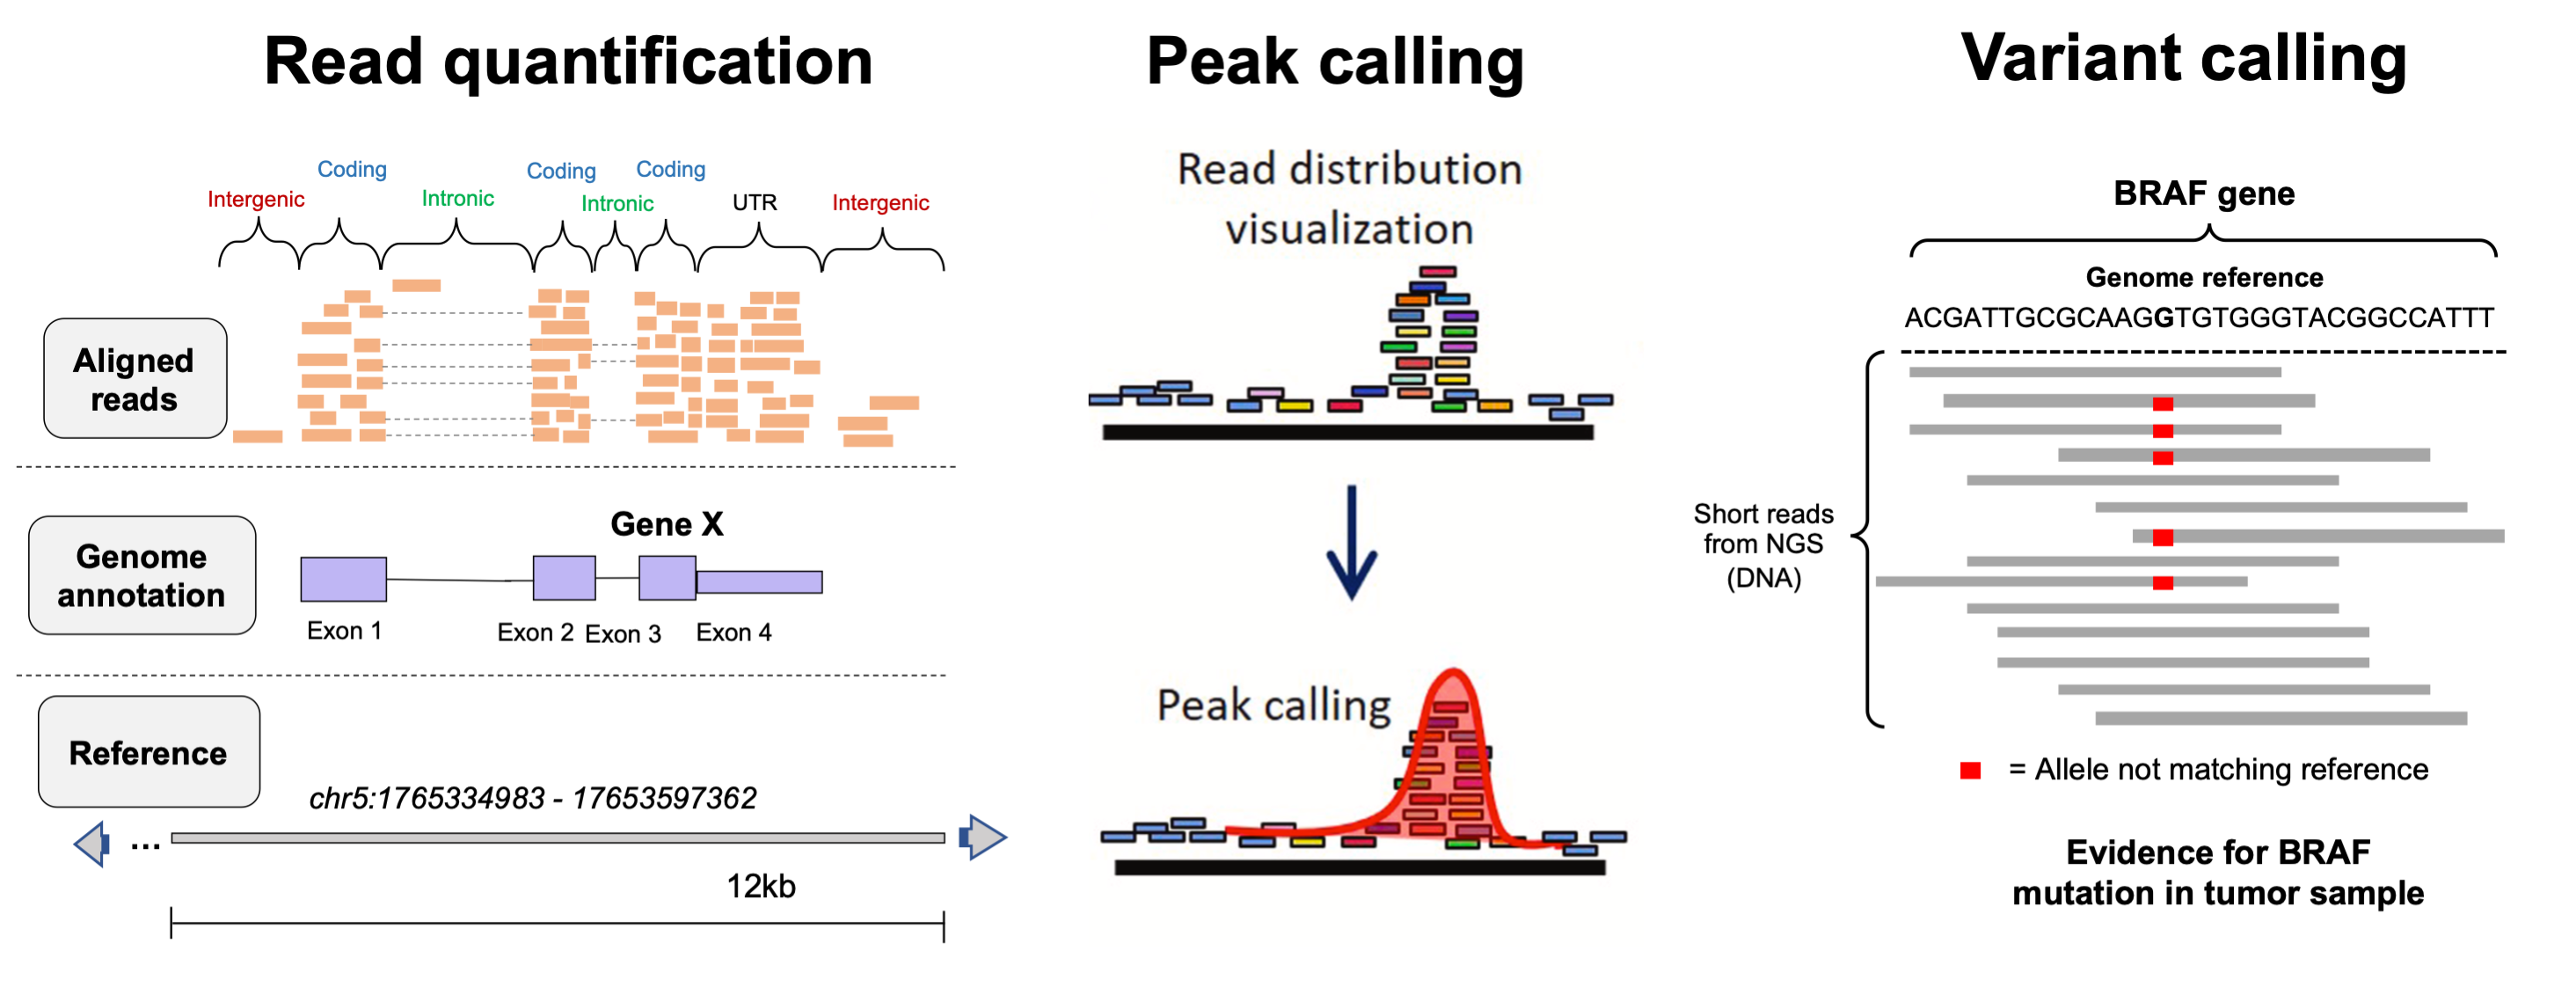 Read quantification
Coding
Coding
Coding
Intergenic
Intronic
Intronic
UTR
Intergenic
Aligned
reads
Genome
annotation
Gene X
Exon 1
Exon 2
Exon 3
Exon 4
Reference
chr5:1765334983 - 17653597362
...
12kb
Peak calling
Read distribution
visualization
Peak calling
Variant calling
BRAF gene
Genome reference
ACGATTGCGCAAGGTGTGGGTACGGCCATTT
Short reads
from NGS
(DNA)
= Allele not matching reference
Evidence for BRAF
mutation in tumor sample